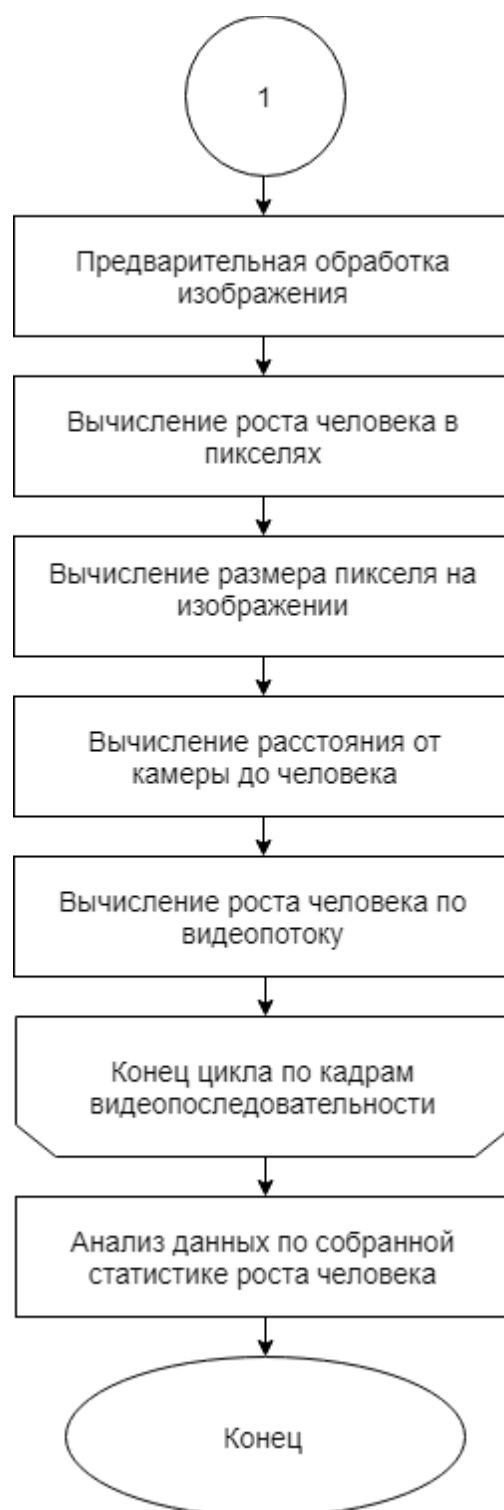 1
Предварительная обработка
изображения
Вычисление роста человека в
пикселях
Вычисление размера пикселя на
изображении
Вычисление расстояния от
камеры до человека
Вычисление роста человека по
видеопотоку
Конец цикла по кадрам
видеопоследовательности
Анализ данных по собранной
статистике роста человека
Конец